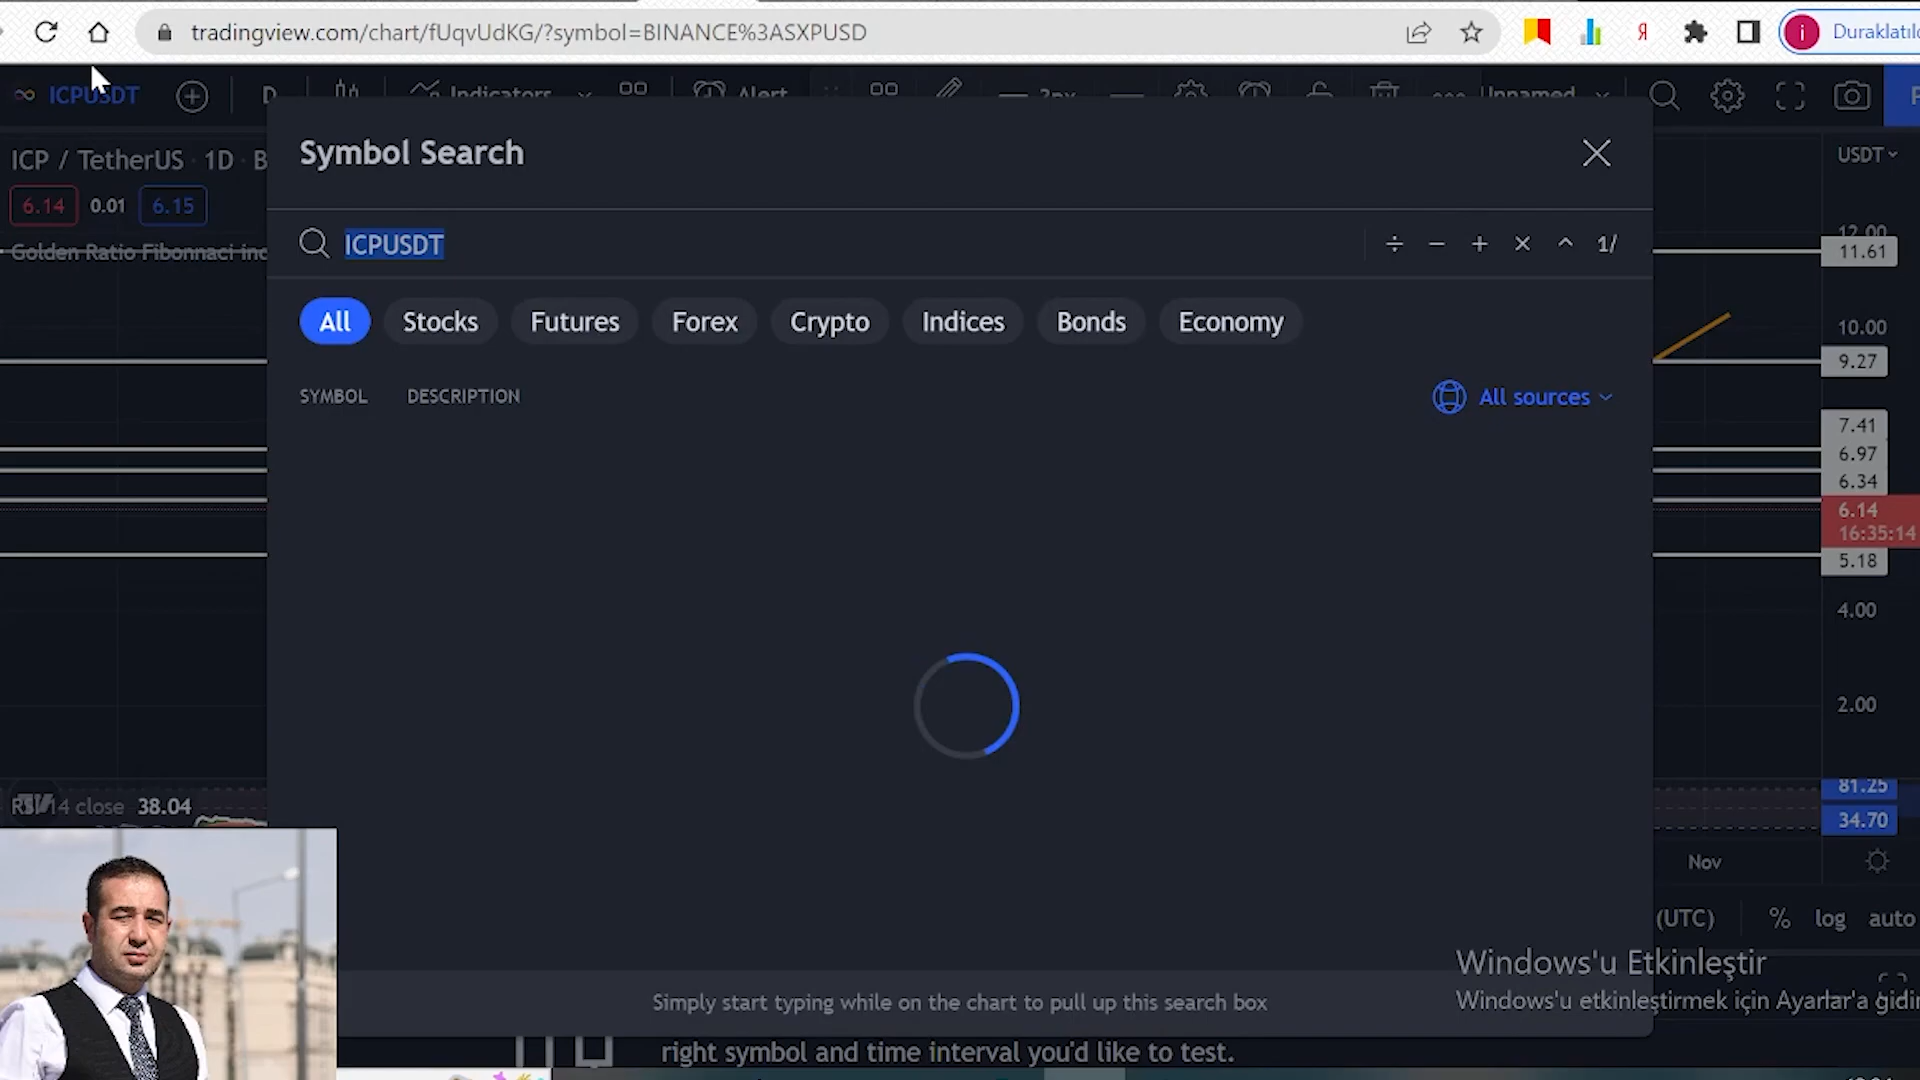 tradingview.com/chart/fUqvUdKG/?symbol=BINANCE%3ASXPUSD
Я
i
ICPUSDT
D
Indicators
Alert
2px
Unnamed
ICP / TetherUS · 1D · B
6.14
0.01
6.15
Golden Ratio Fibonnaci inc
Symbol Search
ICPUSDT
÷ − + × ^ 1/
All Stocks Futures Forex Crypto Indices Bonds Economy
SYMBOL DESCRIPTION
All sources
Simply start typing while on the chart to pull up this search box
right symbol and time interval you'd like to test.
USDT
12.00
11.61
10.00
9.27
7.41
6.97
6.34
6.14
16:35:14
5.18
4.00
2.00
81.25
34.70
14 close 38.04
Nov
(UTC) % log auto
Windows'u Etkinleştir
Windows'u etkinleştirmek için Ayarlar'a